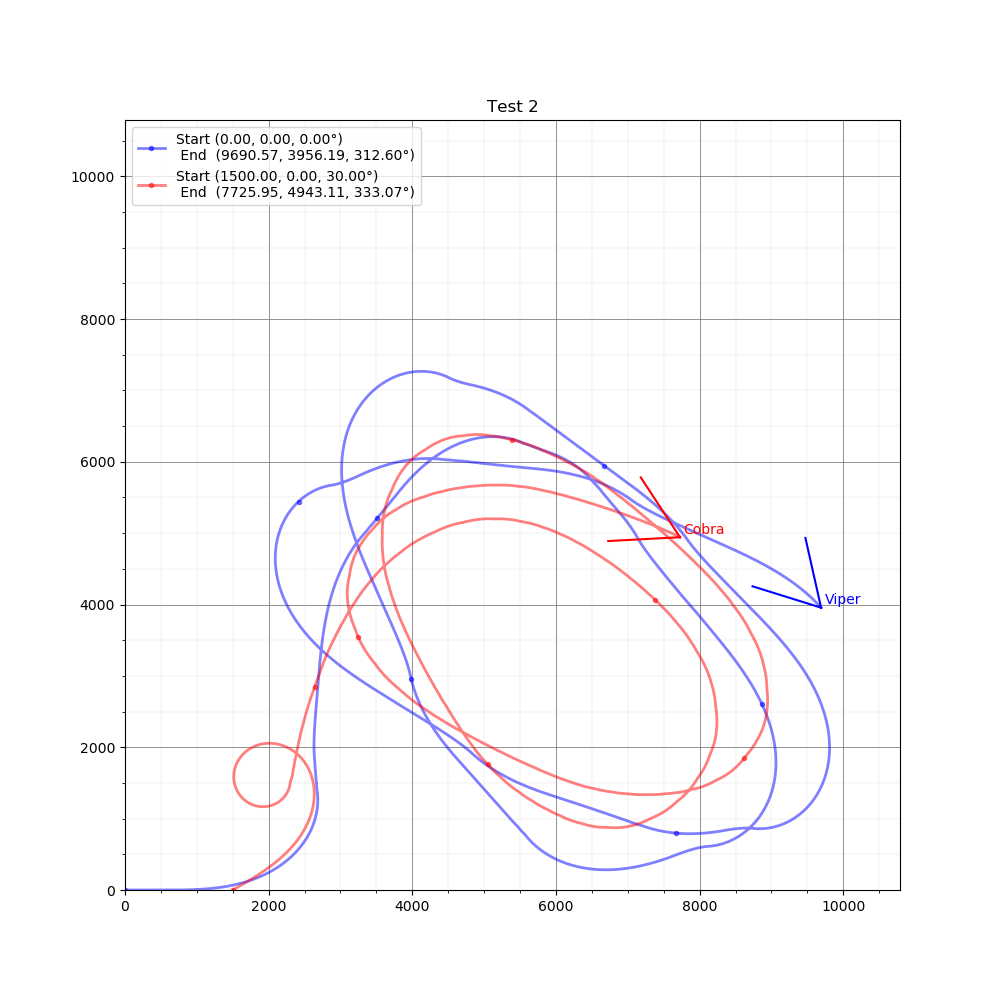 Test 2
Start (0.00, 0.00, 0.00°)
End (9690.57, 3956.19, 312.60°)
Start (1500.00, 0.00, 30.00°)
End (7725.95, 4943.11, 333.07°)
10000
8000
6000
4000
2000
0
Cobra
Viper
0
2000
4000
6000
8000
10000